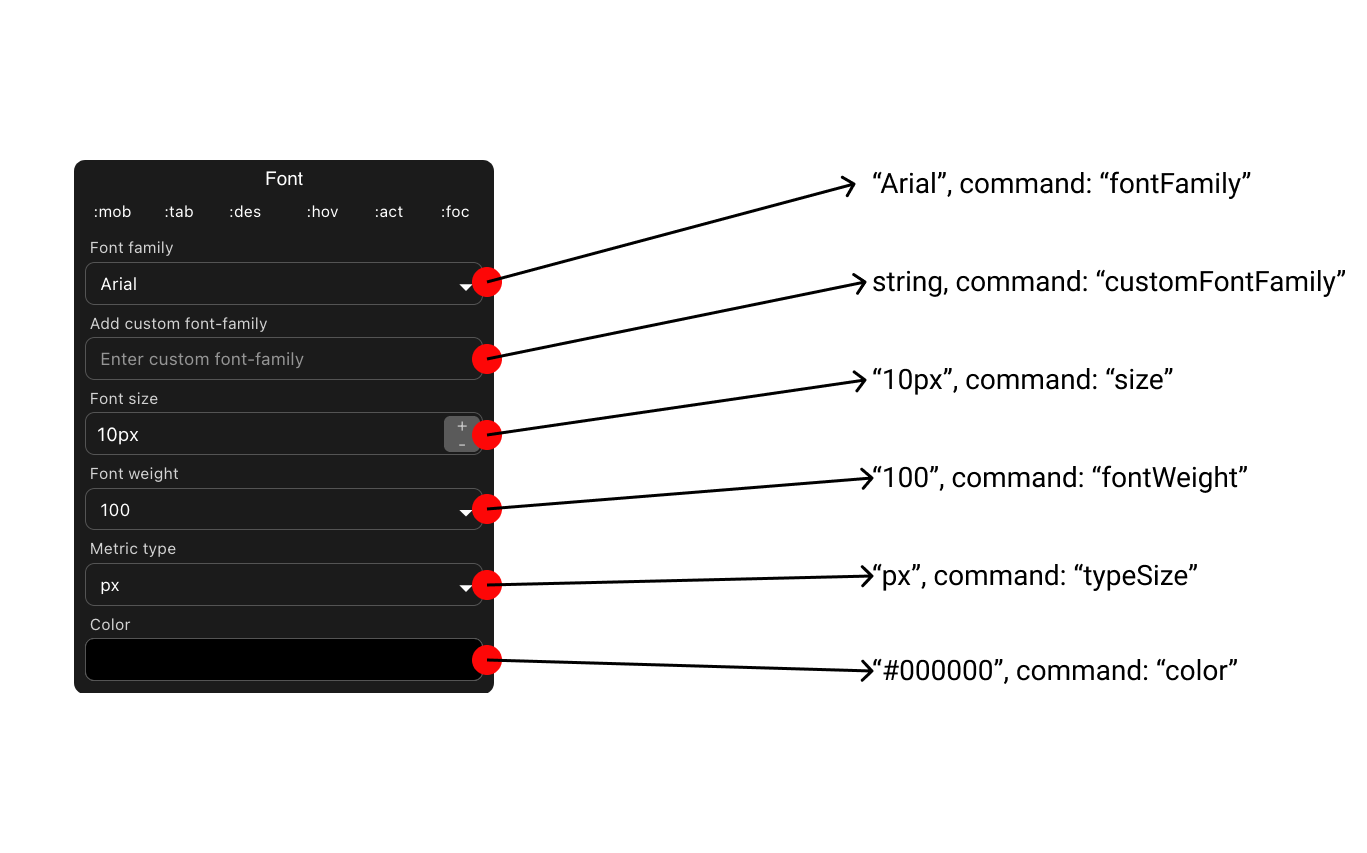 Font
:mob :tab :des :hov :act :foc
Font family
Arial
Add custom font-family
Enter custom font-family
Font size
10px
+
-
Font weight
100
Metric type
px
Color
“Arial”, command: “fontFamily”
string, command: “customFontFamily”
“10px”, command: “size”
“100”, command: “fontWeight”
“px”, command: “typeSize”
“#000000”, command: “color”